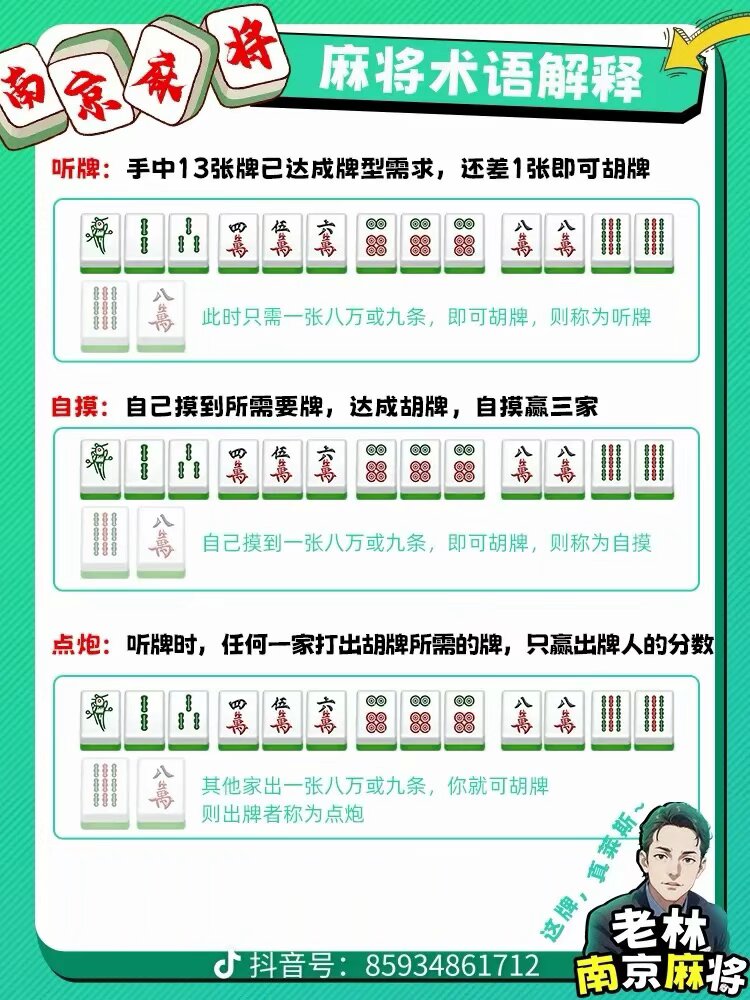 南京麻将
麻将术语解释
听牌：手中13张牌已达成牌型需求，还差1张即可胡牌
四萬 伍萬 六萬 八萬 八萬
八萬
此时只需一张八万或九条，即可胡牌，则称为听牌
自摸：自己摸到所需要牌，达成胡牌，自摸赢三家
四萬 伍萬 六萬 八萬 八萬
八萬
自己摸到一张八万或九条，即可胡牌，则称为自摸
点炮：听牌时，任何一家打出胡牌所需的牌，只赢出牌人的分数
四萬 伍萬 六萬 八萬 八萬
八萬
其他家出一张八万或九条，你就可胡牌
则出牌者称为点炮
这牌，真莱斯~
老林
南京麻将
抖音号：85934861712